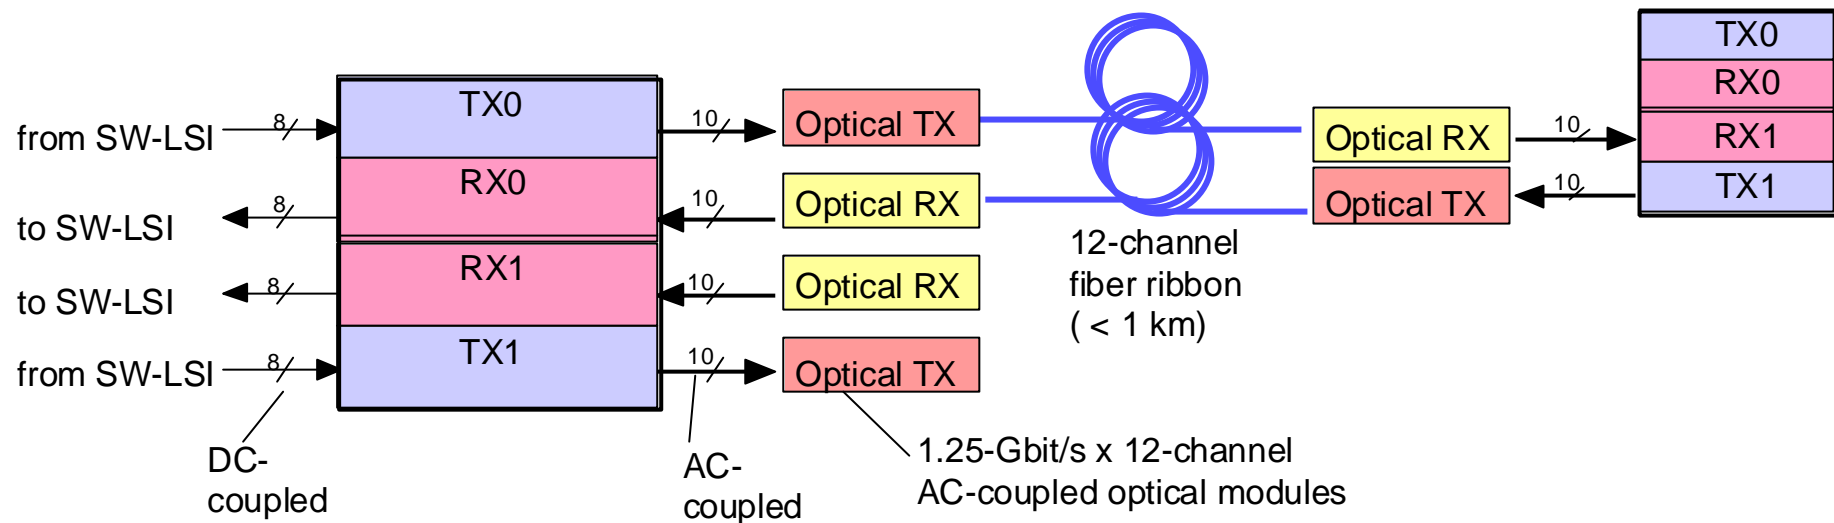 TX0
RX0
RX1
TX1
from SW-LSI
to SW-LSI
to SW-LSI
from SW-LSI
8
8
8
8
TX0
RX0
RX1
TX1
10
10
10
10
Optical TX
Optical RX
Optical RX
Optical TX
Optical RX
Optical TX
10
10
12-channel
fiber ribbon
( < 1 km)
DC-
coupled
AC-
coupled
1.25-Gbit/s x 12-channel
AC-coupled optical modules